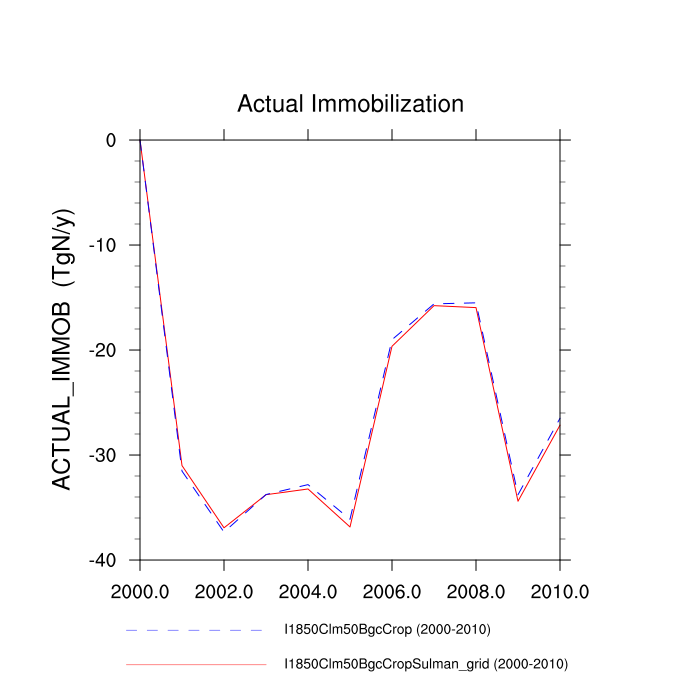 Actual Immobilization
ACTUAL_IMMOB (TgN/y)
0
-10
-20
-30
-40
2000.0 2002.0 2004.0 2006.0 2008.0 2010.0
I1850Clm50BgcCrop (2000-2010)
I1850Clm50BgcCropSulman_grid (2000-2010)